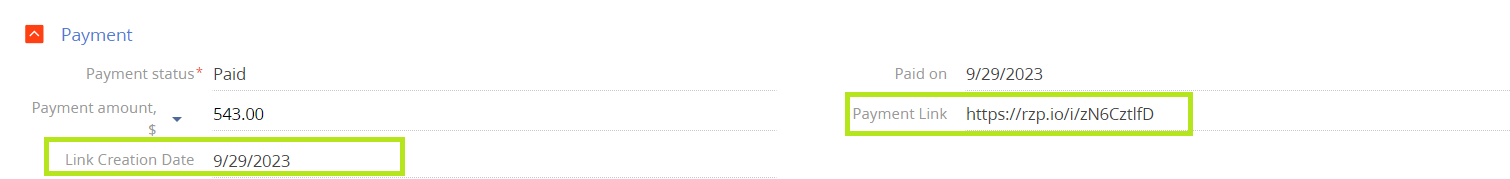 Payment
Payment status* Paid
Paid on 9/29/2023
Payment amount, $ 543.00
Payment Link https://rzp.io/i/zN6CztlfD
Link Creation Date 9/29/2023